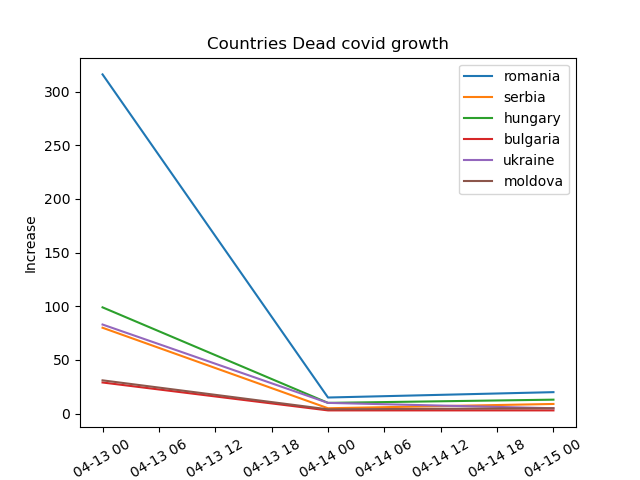 Countries Dead covid growth
romania
serbia
hungary
bulgaria
ukraine
moldova
Increase
300
250
200
150
100
50
0
04-13 00
04-13 06
04-13 12
04-13 18
04-14 00
04-14 06
04-14 12
04-14 18
04-15 00